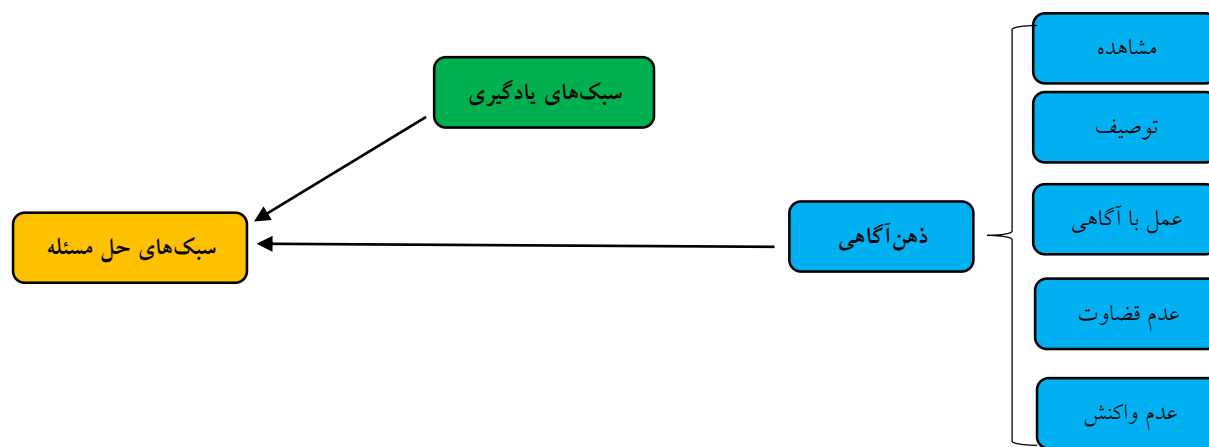 مشاهده
سبک‌های یادگیری
توصیف
عمل با آگاهی
ذهن‌آگاهی
سبک‌های حل مسئله
عدم قضاوت
عدم واکنش